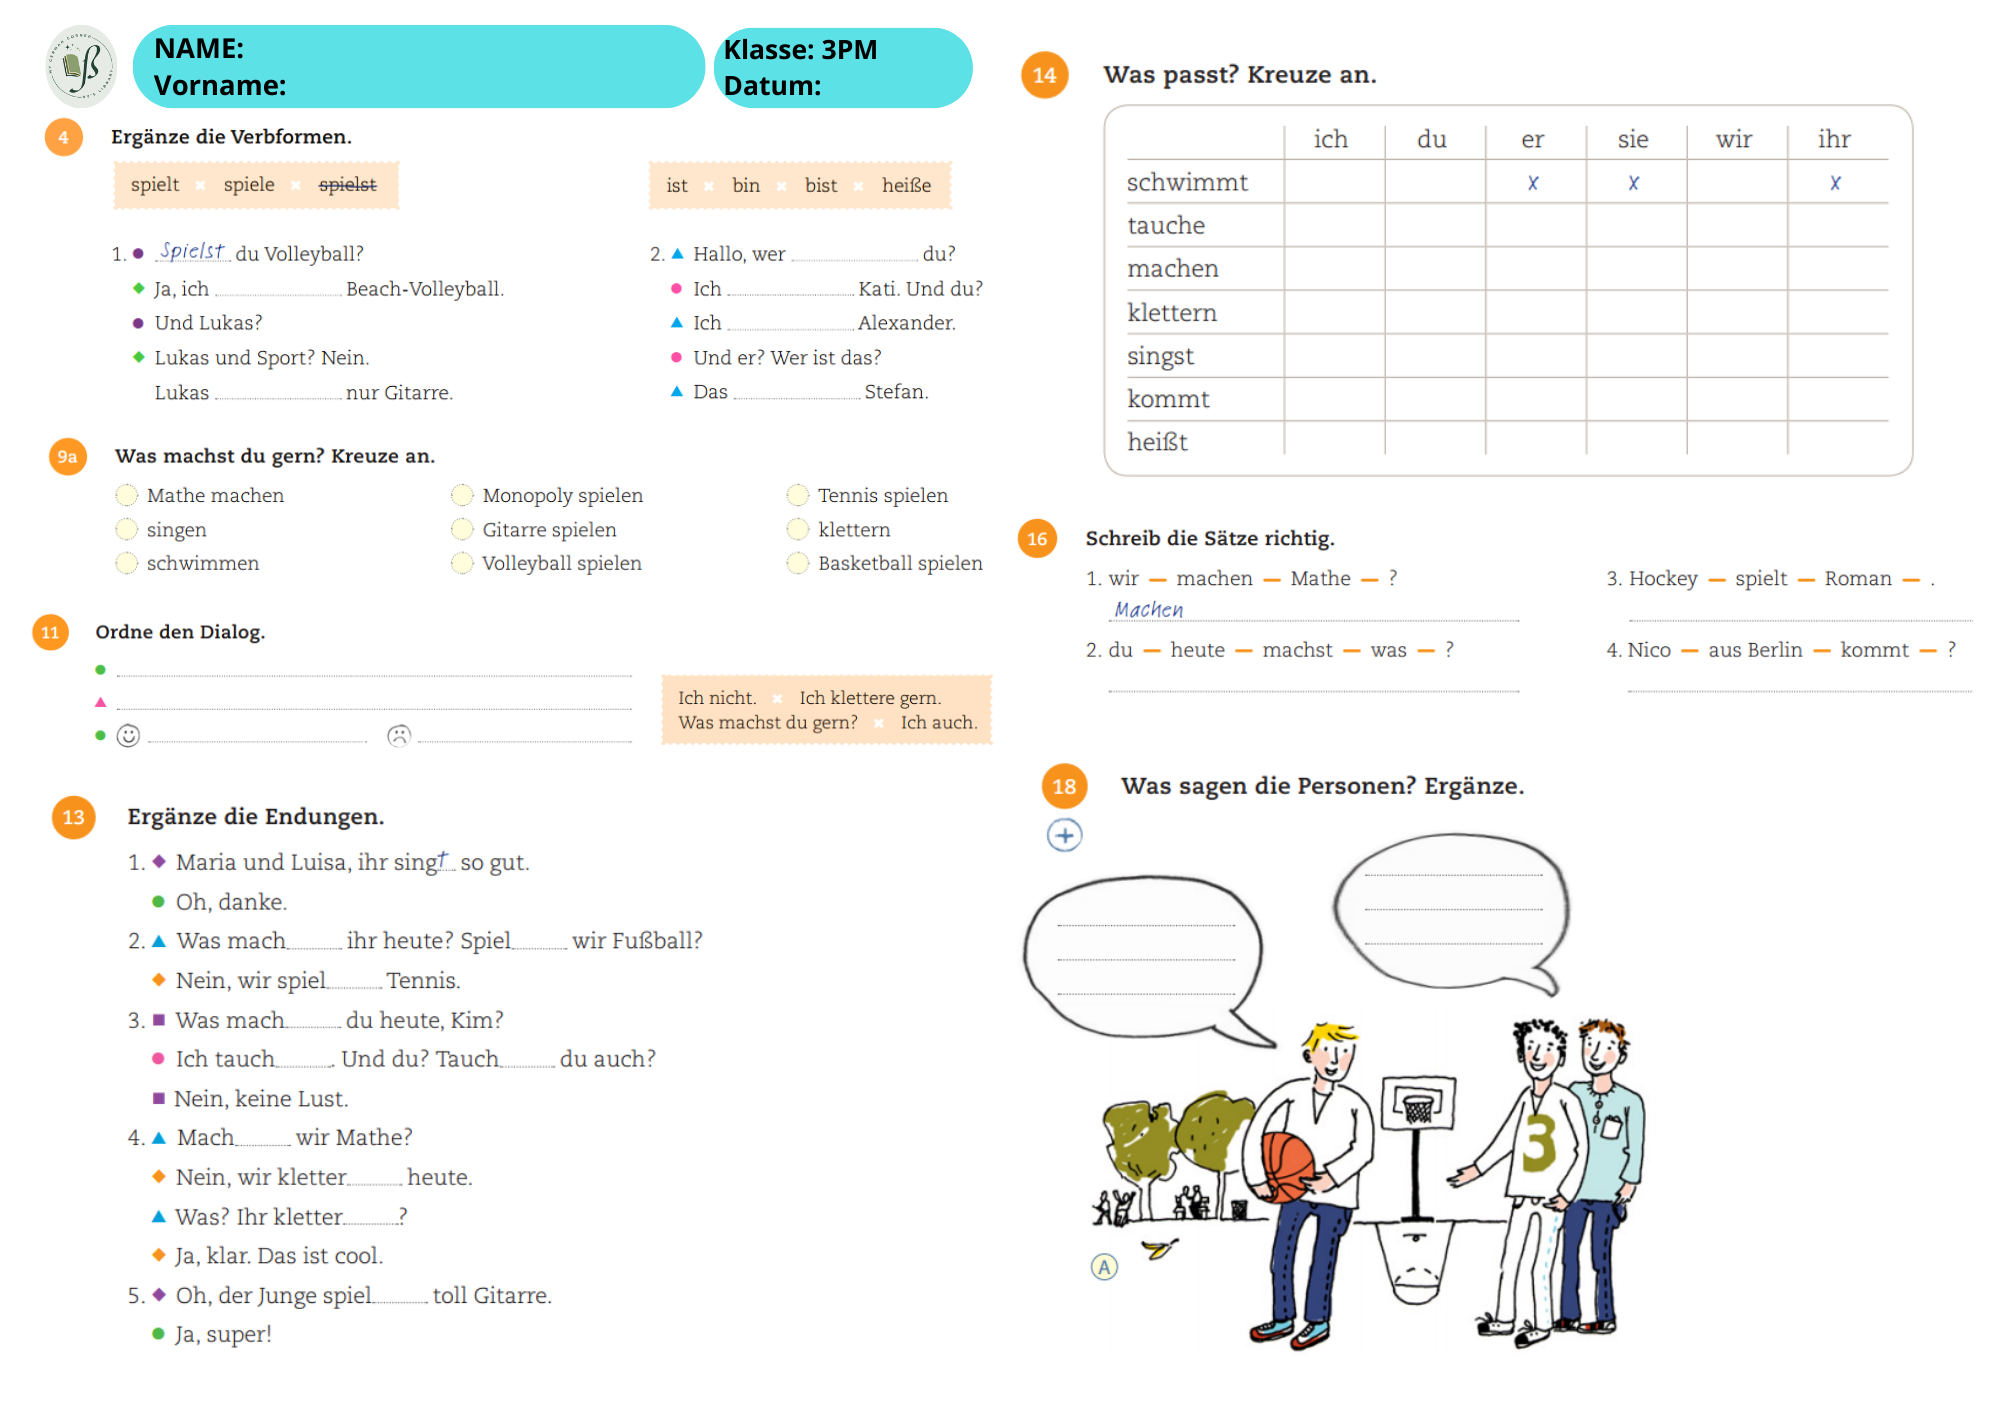 NAME:
Vorname:
Klasse: 3PM
Datum:
4 Ergänze die Verbformen.
spielt × spiele × spielst
1. Spielst du Volleyball?
Ja, ich Beach-Volleyball.
Und Lukas?
Lukas und Sport? Nein.
Lukas nur Gitarre.
ist × bin × bist × heiße
2. Hallo, wer du?
Ich Kati. Und du?
Ich Alexander.
Und er? Wer ist das?
Das Stefan.
9a Was machst du gern? Kreuze an.
Mathe machen Monopoly spielen Tennis spielen
singen Gitarre spielen klettern
schwimmen Volleyball spielen Basketball spielen
11 Ordne den Dialog.
Ich nicht. × Ich klettere gern.
Was machst du gern? × Ich auch.
13 Ergänze die Endungen.
1. Maria und Luisa, ihr singt so gut.
Oh, danke.
2. Was mach ihr heute? Spiel wir Fußball?
Nein, wir spiel Tennis.
3. Was mach du heute, Kim?
Ich tauch . Und du? Tauch du auch?
Nein, keine Lust.
4. Mach wir Mathe?
Nein, wir kletter heute.
Was? Ihr kletter ?
Ja, klar. Das ist cool.
5. Oh, der Junge spiel toll Gitarre.
Ja, super!
14 Was passt? Kreuze an.
ich du er sie wir ihr
schwimmt x x x
tauche
machen
klettern
singst
kommt
heißt
16 Schreib die Sätze richtig.
1. wir – machen – Mathe – ?
Machen
2. du – heute – machst – was – ?
3. Hockey – spielt – Roman – .
4. Nico – aus Berlin – kommt – ?
18 Was sagen die Personen? Ergänze.
+
3
A